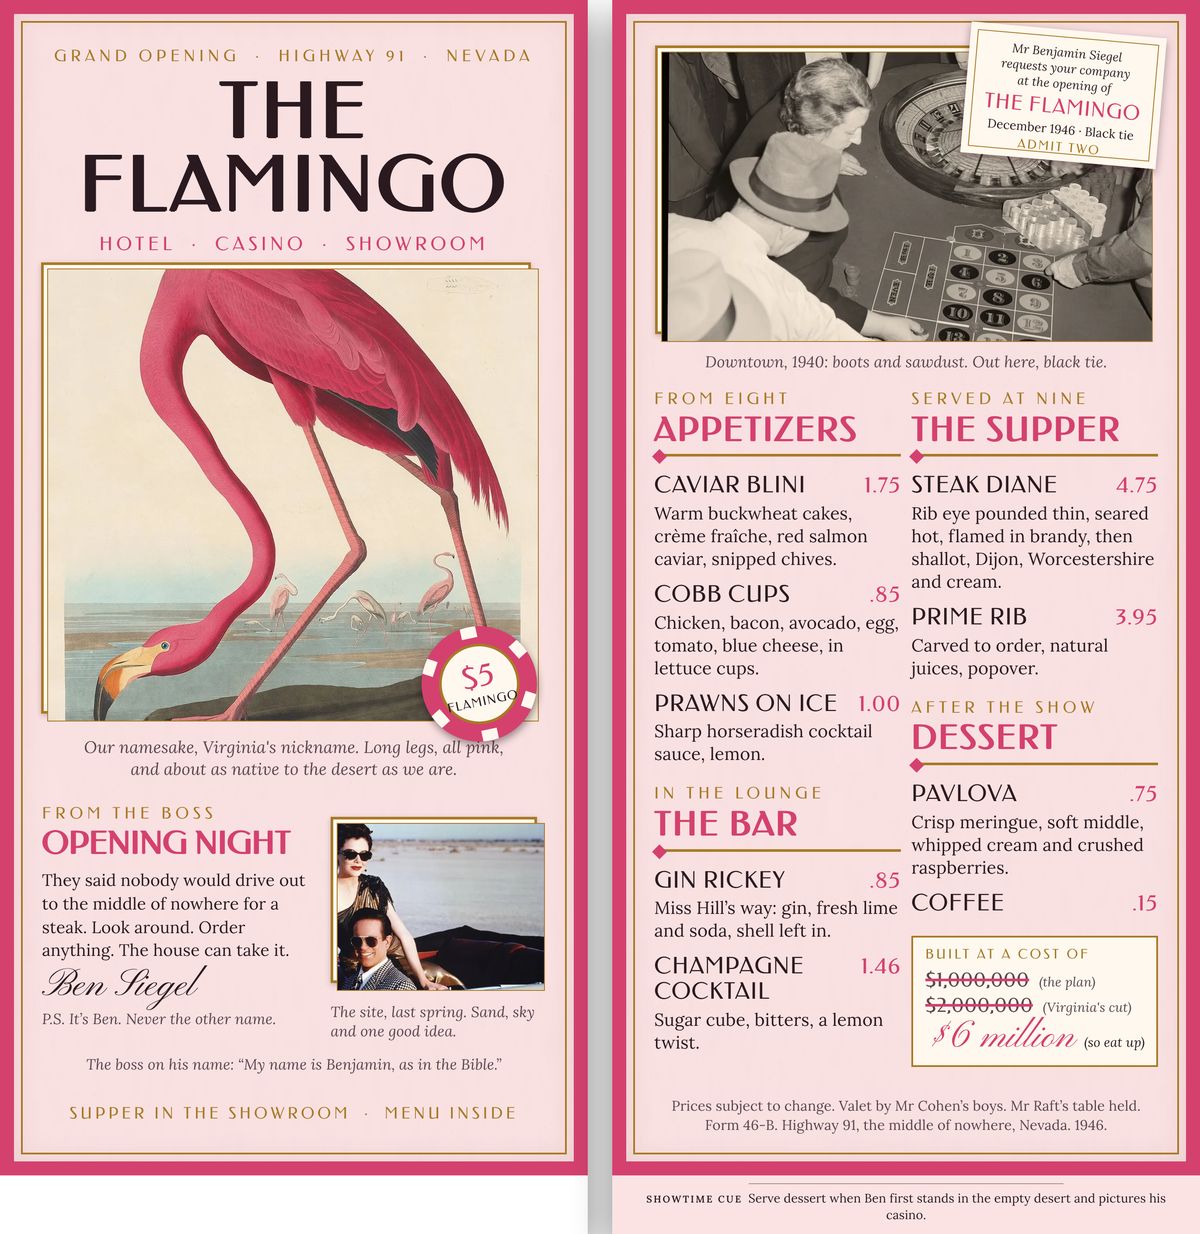 GRAND OPENING · HIGHWAY 91 · NEVADA
THE
FLAMINGO
HOTEL · CASINO · SHOWROOM
$5
FLAMINGO
Our namesake, Virginia's nickname. Long legs, all pink,
and about as native to the desert as we are.
FROM THE BOSS
OPENING NIGHT
They said nobody would drive out
to the middle of nowhere for a
steak. Look around. Order
anything. The house can take it.
Ben Siegel
P.S. It’s Ben. Never the other name.
The site, last spring. Sand, sky
and one good idea.
The boss on his name: “My name is Benjamin, as in the Bible.”
SUPPER IN THE SHOWROOM · MENU INSIDE
Mr Benjamin Siegel
requests your company
at the opening of
THE FLAMINGO
December 1946 · Black tie
ADMIT TWO
1 2 3
4 5 6
7 8 9
10 11 12
Downtown, 1940: boots and sawdust. Out here, black tie.
FROM EIGHT
APPETIZERS
CAVIAR BLINI 1.75
Warm buckwheat cakes,
crème fraîche, red salmon
caviar, snipped chives.
COBB CUPS .85
Chicken, bacon, avocado, egg,
tomato, blue cheese, in
lettuce cups.
PRAWNS ON ICE 1.00
Sharp horseradish cocktail
sauce, lemon.
IN THE LOUNGE
THE BAR
GIN RICKEY .85
Miss Hill’s way: gin, fresh lime
and soda, shell left in.
CHAMPAGNE 1.46
COCKTAIL
Sugar cube, bitters, a lemon
twist.
SERVED AT NINE
THE SUPPER
STEAK DIANE 4.75
Rib eye pounded thin, seared
hot, flamed in brandy, then
shallot, Dijon, Worcestershire
and cream.
PRIME RIB 3.95
Carved to order, natural
juices, popover.
AFTER THE SHOW
DESSERT
PAVLOVA .75
Crisp meringue, soft middle,
whipped cream and crushed
raspberries.
COFFEE .15
BUILT AT A COST OF
$1,000,000 (the plan)
$2,000,000 (Virginia's cut)
$6 million (so eat up)
Prices subject to change. Valet by Mr Cohen’s boys. Mr Raft’s table held.
Form 46-B. Highway 91, the middle of nowhere, Nevada. 1946.
SHOWTIME CUE Serve dessert when Ben first stands in the empty desert and pictures his
casino.